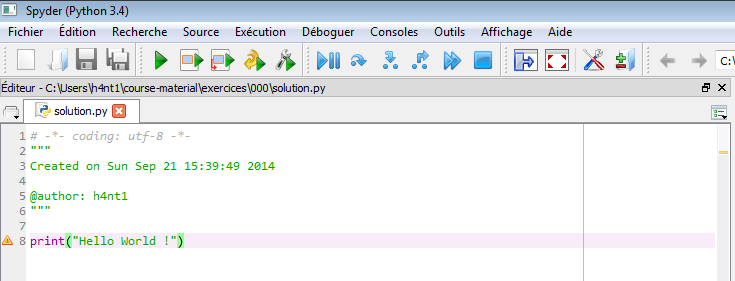 Spyder (Python 3.4)
Fichier Édition Recherche Source Exécution Déboguer Consoles Outils Affichage Aide
C:\
Éditeur - C:\Users\h4nt1\course-material\exercices\000\solution.py
solution.py
1 # -*- coding: utf-8 -*-
2 """
3 Created on Sun Sep 21 15:39:49 2014
4
5 @author: h4nt1
6 """
7
8 print("Hello World !")